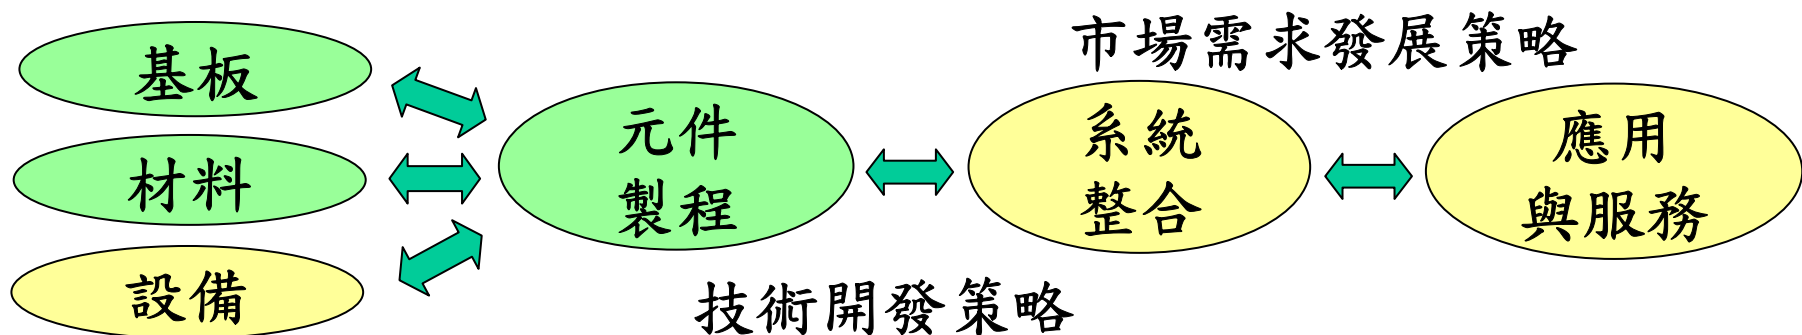 市場需求發展策略
基板
材料
設備
元件
製程
系統
整合
應用
與服務
技術開發策略